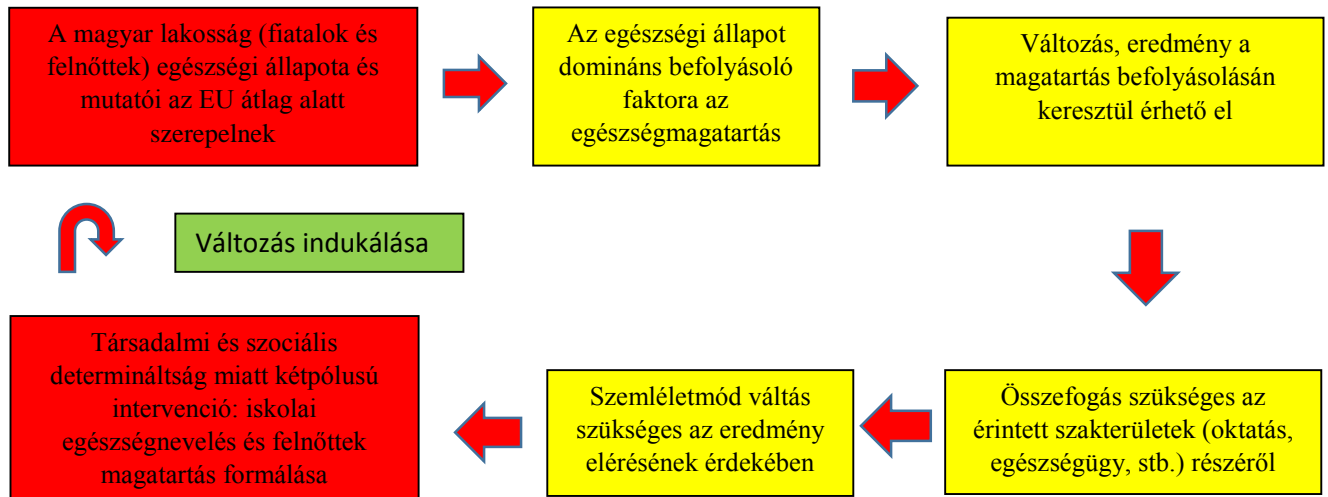 A magyar lakosság (fiatalok és
felnőttek) egészségi állapota és
mutatói az EU átlag alatt
szerepelnek
Az egészségi állapot
domináns befolyásoló
faktora az
egészségmagatartás
Változás, eredmény a
magatartás befolyásolásán
keresztül érhető el
Változás indukálása
Társadalmi és szociális
determináltság miatt kétpólusú
intervenció: iskolai
egészségnevelés és felnőttek
magatartás formálása
Szemléletmód váltás
szükséges az eredmény
elérésének érdekében
Összefogás szükséges az
érintett szakterületek (oktatás,
egészségügy, stb.) részéről